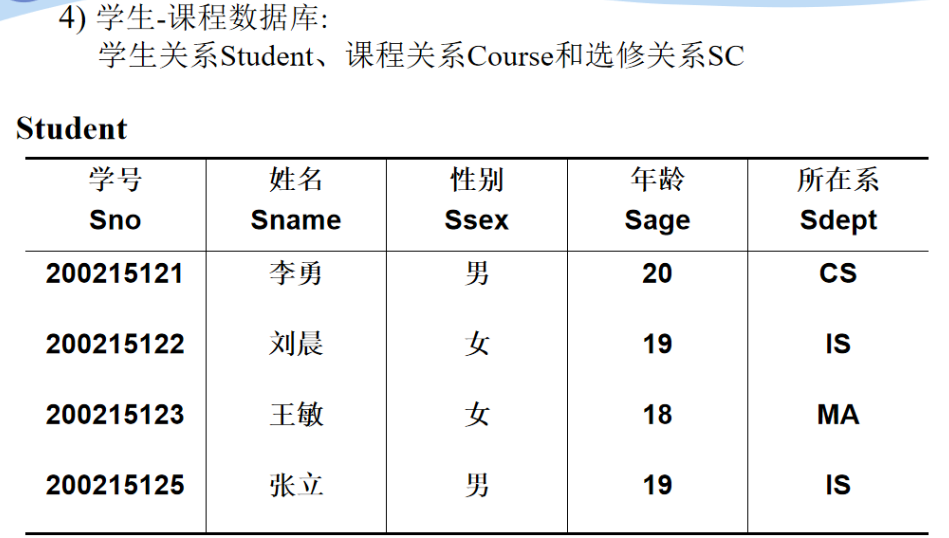 4) 学生-课程数据库:
学生关系Student、课程关系Course和选修关系SC
Student
学号 姓名 性别 年龄 所在系
Sno Sname Ssex Sage Sdept
200215121 李勇 男 20 CS
200215122 刘晨 女 19 IS
200215123 王敏 女 18 MA
200215125 张立 男 19 IS